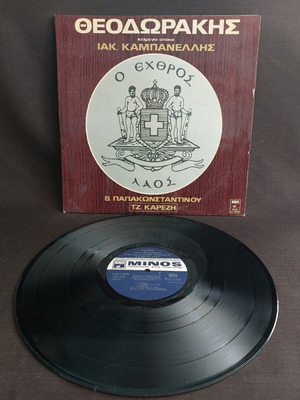 ΘΕΟΔΩΡΑΚΗΣ
κείμενα-στίχοι
ΙΑΚ. ΚΑΜΠΑΝΕΛΛΗΣ
Ο ΕΧΘΡΟΣ
ΛΑΟΣ
Β. ΠΑΠΑΚΩΝΣΤΑΝΤΙΝΟΥ
ΤΖ. ΚΑΡΕΖΗ
MINOS